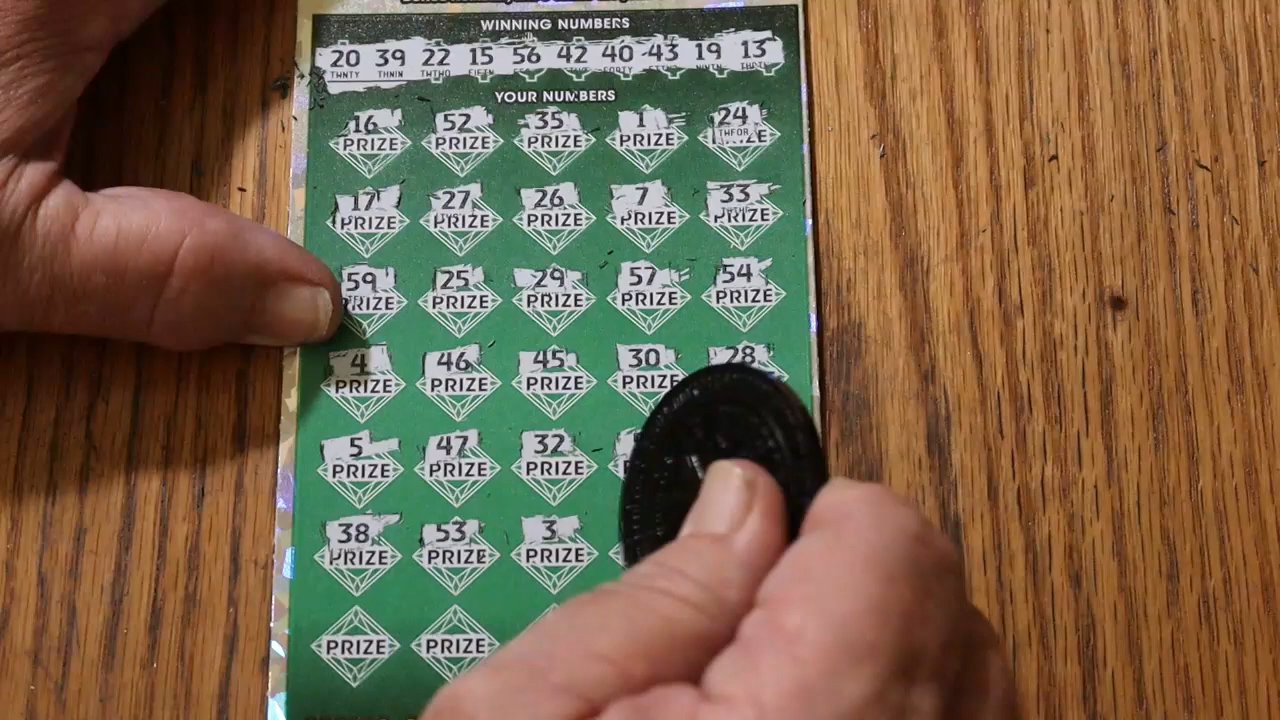 WINNING NUMBERS
20 39 22 15 56 42 40 43 19 13
TWNTY THNIN TWTWO FIFTN FORTY NINTN
YOUR NUMBERS
16 52 35 1 24
THFOR
PRIZE PRIZE PRIZE PRIZE PRIZE
17 27 26 7 33
PRIZE PRIZE PRIZE PRIZE PRIZE
59 25 29 57 54
PRIZE PRIZE PRIZE PRIZE PRIZE
4 46 45 30 28
PRIZE PRIZE PRIZE PRIZE
5 47 32
PRIZE PRIZE PRIZE
38 53 3
PRIZE PRIZE PRIZE
PRIZE PRIZE